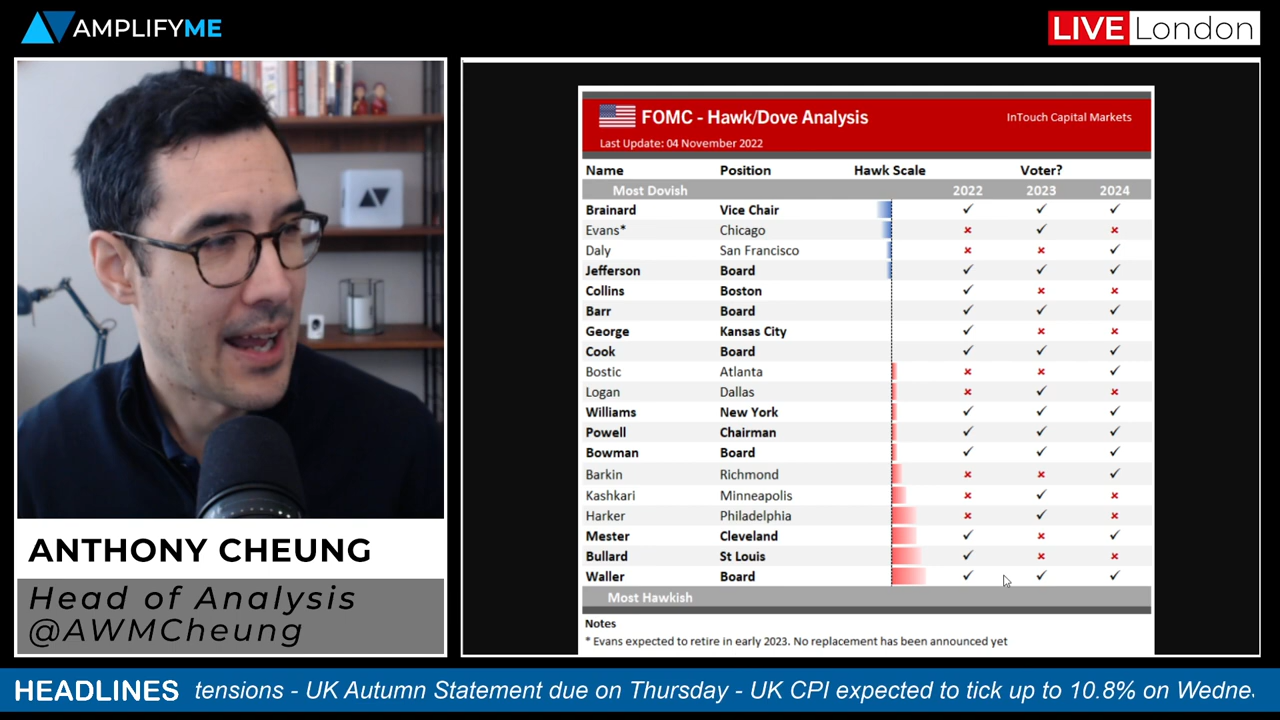 AMPLIFYME
LIVE London
FOMC - Hawk/Dove Analysis
InTouch Capital Markets
Last Update: 04 November 2022
Name Position Hawk Scale Voter?
Most Dovish 2022 2023 2024
Brainard Vice Chair ✓ ✓ ✓
Evans* Chicago × ✓ ×
Daly San Francisco × × ✓
Jefferson Board ✓ ✓ ✓
Collins Boston ✓ × ×
Barr Board ✓ ✓ ✓
George Kansas City ✓ × ×
Cook Board ✓ ✓ ✓
Bostic Atlanta × × ✓
Logan Dallas × ✓ ×
Williams New York ✓ ✓ ✓
Powell Chairman ✓ ✓ ✓
Bowman Board ✓ ✓ ✓
Barkin Richmond × × ✓
Kashkari Minneapolis × ✓ ×
Harker Philadelphia × ✓ ×
Mester Cleveland ✓ × ✓
Bullard St Louis ✓ × ×
Waller Board ✓ ✓ ✓
Most Hawkish
Notes
* Evans expected to retire in early 2023. No replacement has been announced yet
ANTHONY CHEUNG
Head of Analysis
@AWMCheung
HEADLINES tensions - UK Autumn Statement due on Thursday - UK CPI expected to tick up to 10.8% on Wedne